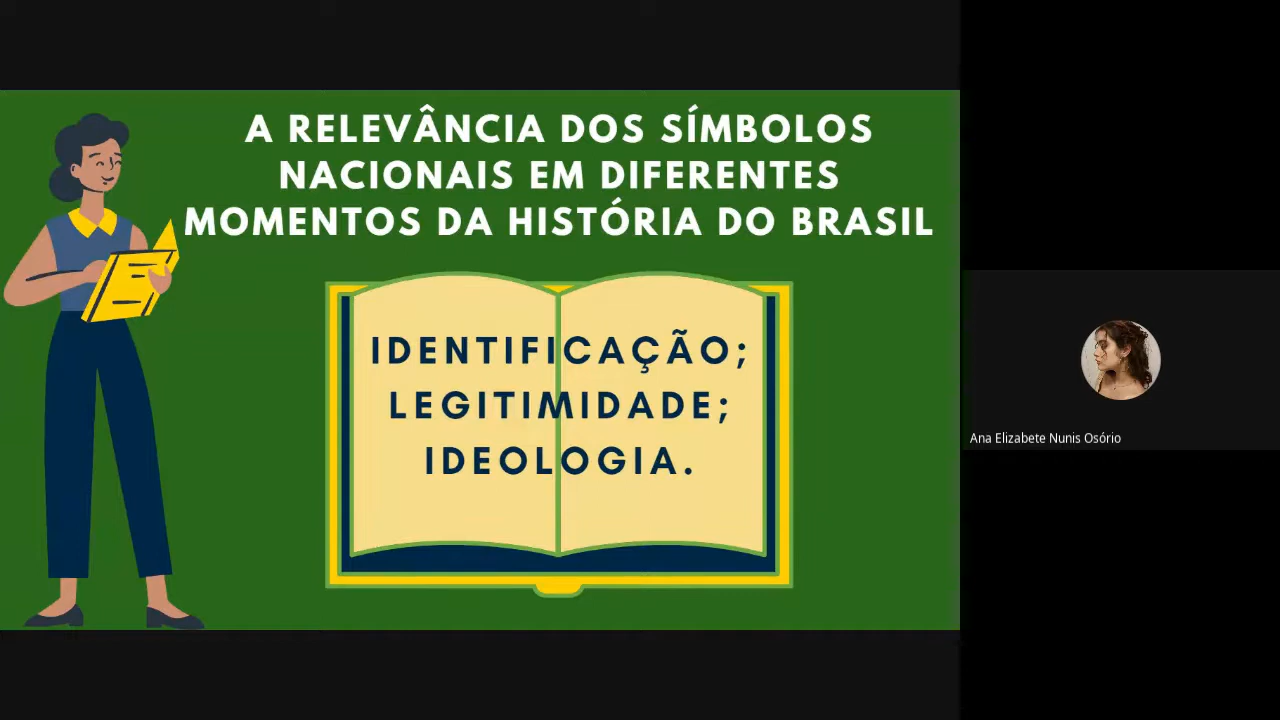 A RELEVÂNCIA DOS SÍMBOLOS
NACIONAIS EM DIFERENTES
MOMENTOS DA HISTÓRIA DO BRASIL
IDENTIFICAÇÃO;
LEGITIMIDADE;
IDEOLOGIA.
Ana Elizabete Nunis Osório